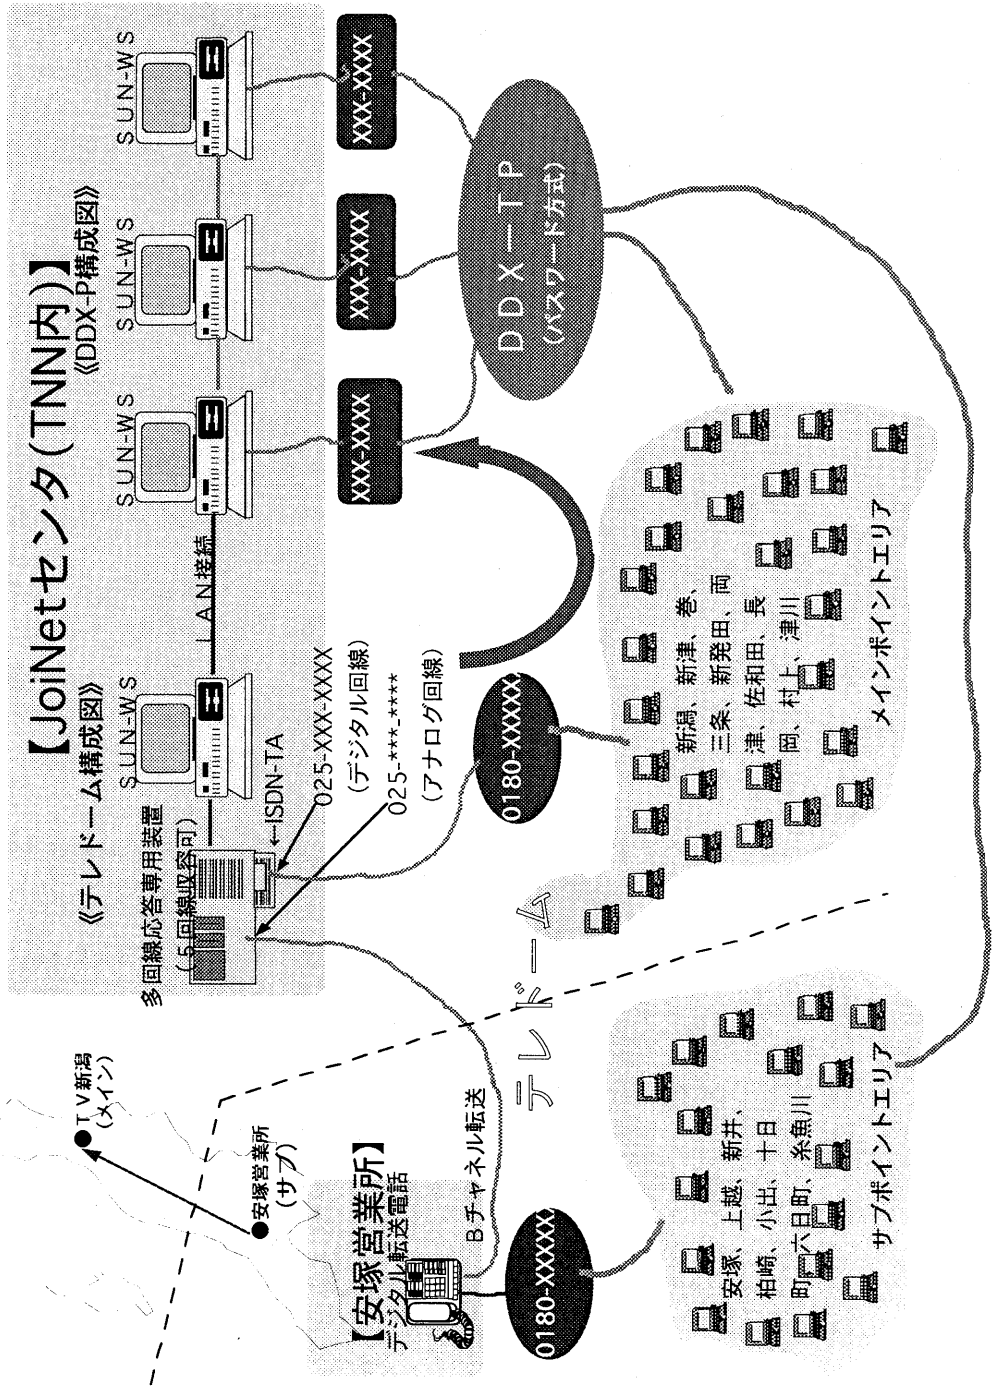 【JoiNetセンタ(TNN内)】
《テレドーム構成図》
《DDX-P構成図》
多回線応答専用装置
(5回線収容可)
SUN-WS
SUN-WS
SUN-WS
SUN-WS
LAN接続
←ISDN-TA
025-XXX-XXXX
(デジタル回線)
025-***-****
(アナログ回線)
XXX-XXXX
XXX-XXXX
XXX-XXXX
DDX-TP
(パスワード方式)
TV新潟
(メイン)
安塚営業所
(サブ)
【安塚営業所】
デジタル転送電話
Bチャネル転送
テレドーム
0180-XXXXXX
0180-XXXXXX
安塚、上越、新井、
柏崎、小出、十日
町、六日町、糸魚川
サブポイントエリア
新潟、新津、巻、
三条、新発田、両
津、佐和田、長
岡、村上、津川
メインポイントエリア